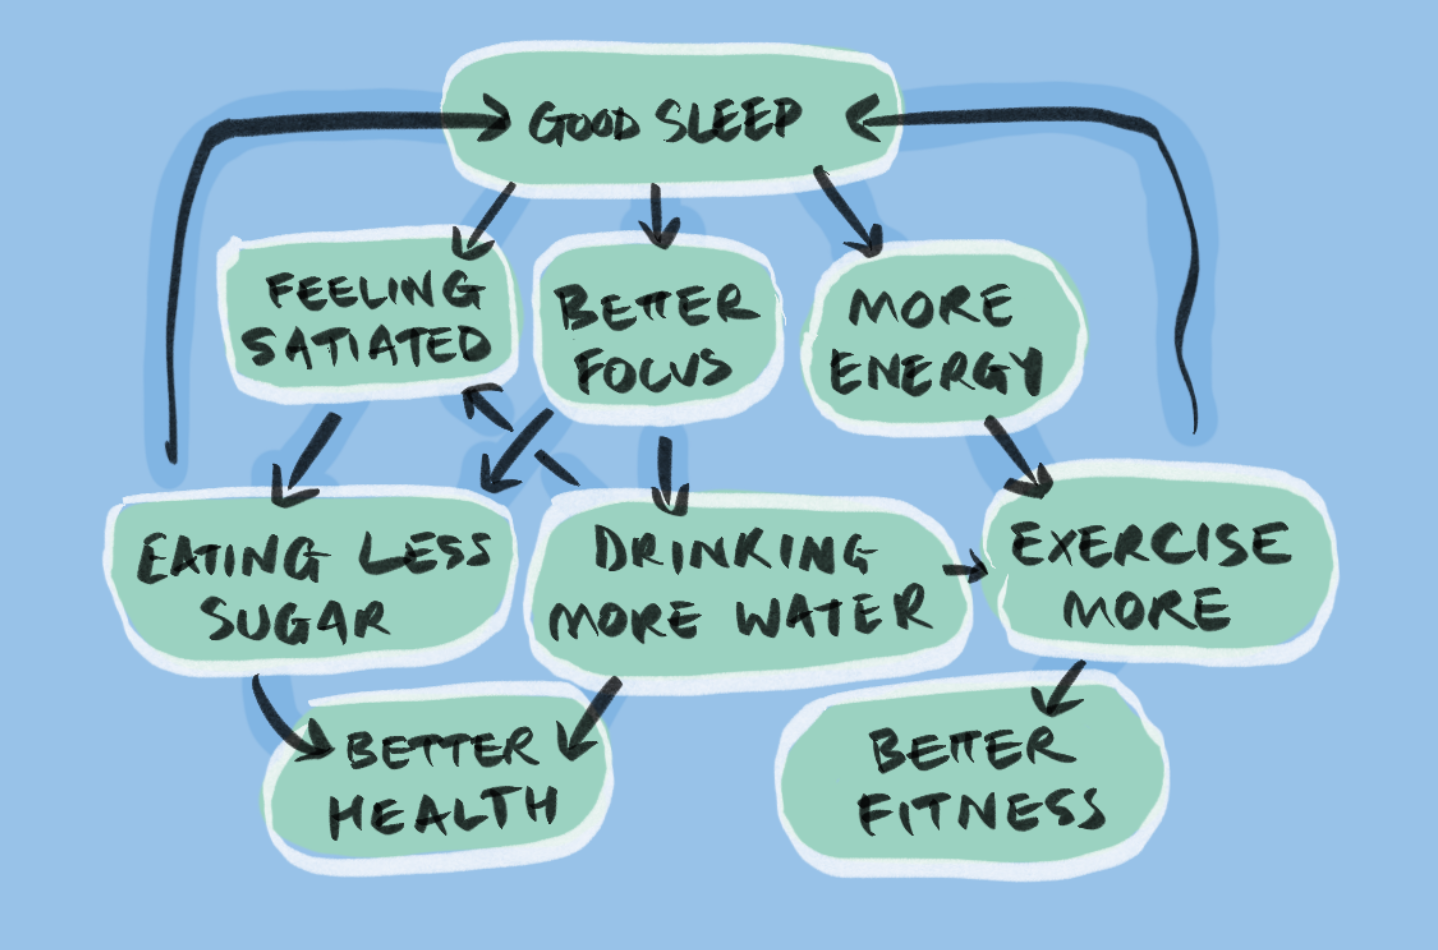 GOOD SLEEP
FEELING
SATIATED
BETTER
FOCUS
MORE
ENERGY
EATING LESS
SUGAR
DRINKING
MORE WATER
EXERCISE
MORE
BETTER
HEALTH
BETTER
FITNESS